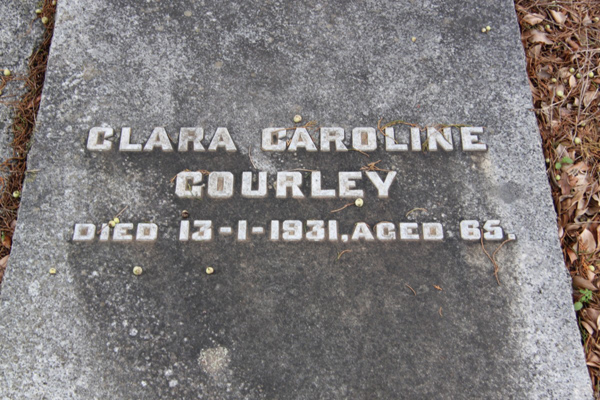 CLARA CAROLINE
GOURLEY
DIED 13-1-1931, AGED 65.